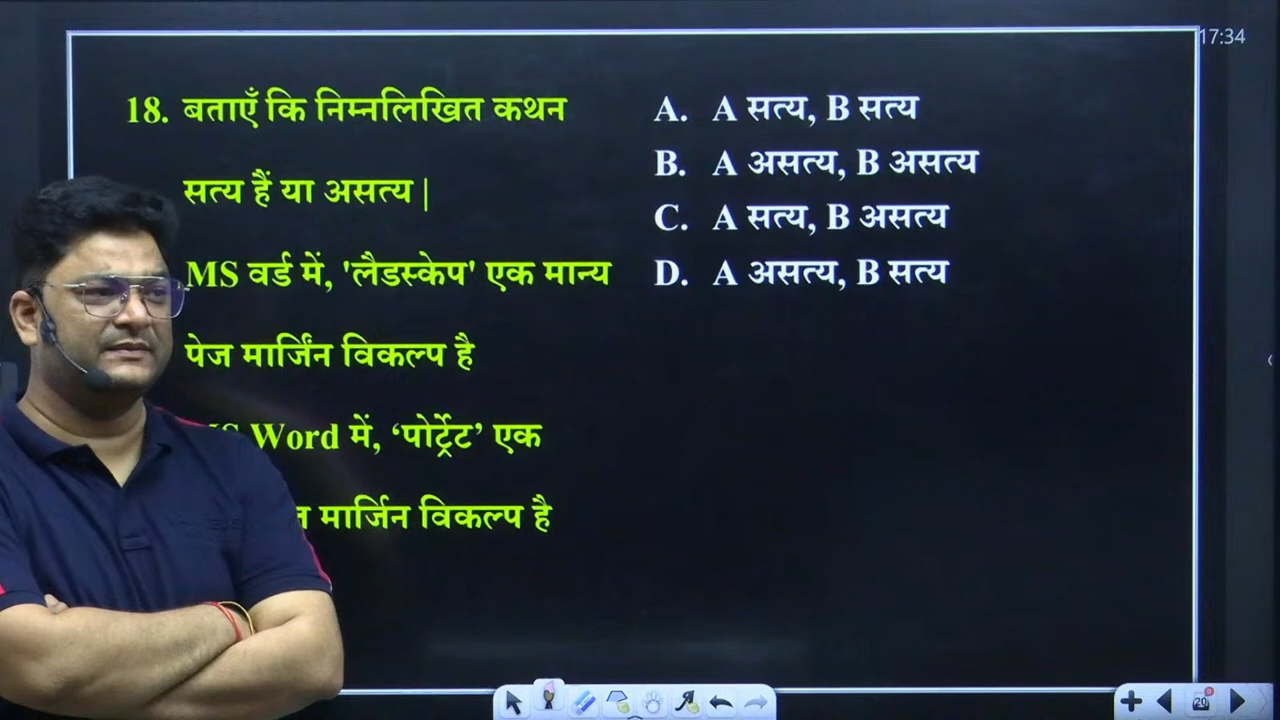 17:34
18. बताएँ कि निम्नलिखित कथन
सत्य हैं या असत्य |
MS वर्ड में, 'लैडस्केप' एक मान्य
पेज मार्जिन विकल्प है
Word में, ‘पोर्ट्रेट’ एक
मार्जिन विकल्प है
A. A सत्य, B सत्य
B. A असत्य, B असत्य
C. A सत्य, B असत्य
D. A असत्य, B सत्य
20